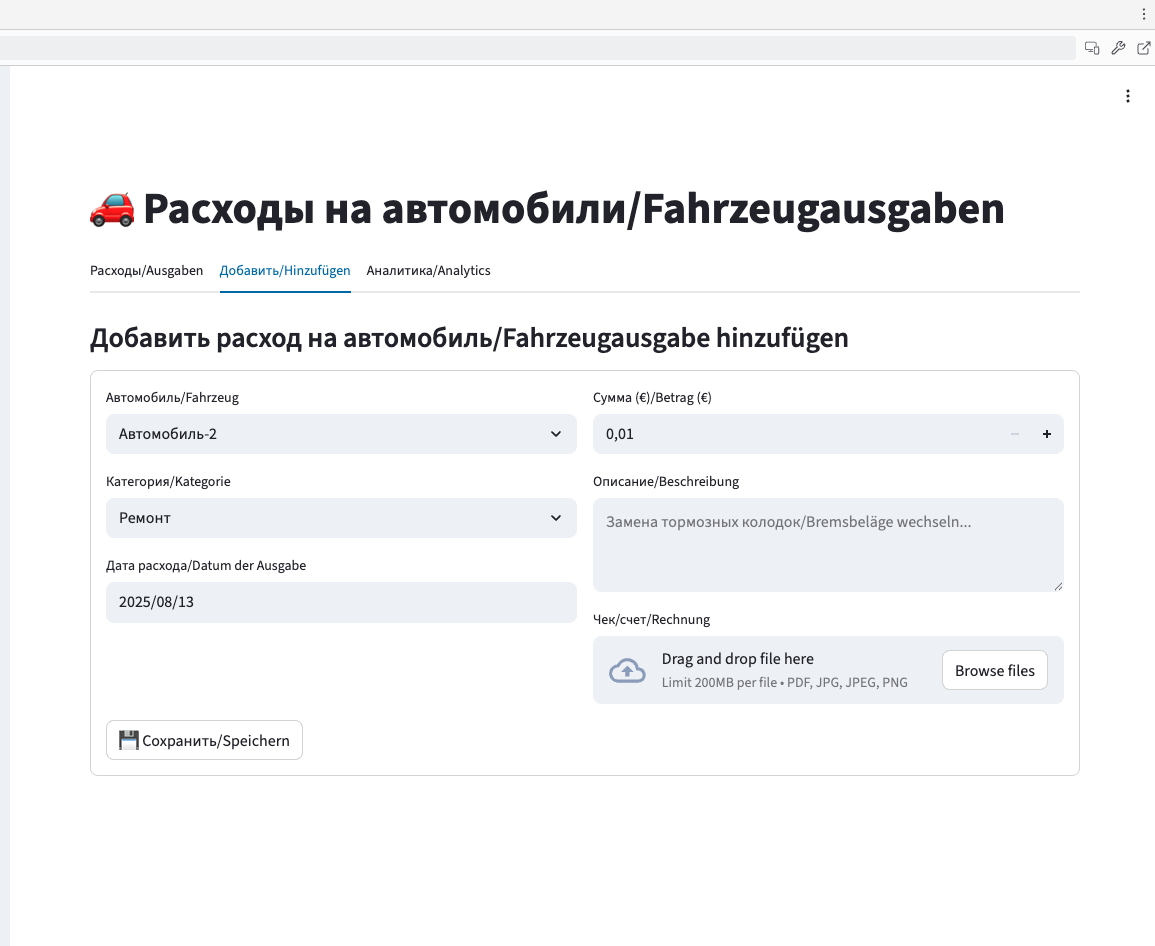 Расходы на автомобили/Fahrzeugausgaben
Расходы/Ausgaben
Добавить/Hinzufügen
Аналитика/Analytics
Добавить расход на автомобиль/Fahrzeugausgabe hinzufügen
Автомобиль/Fahrzeug
Автомобиль-2
Категория/Kategorie
Ремонт
Дата расхода/Datum der Ausgabe
2025/08/13
Сумма (€)/Betrag (€)
0,01
Описание/Beschreibung
Замена тормозных колодок/Bremsbeläge wechseln...
Чек/счет/Rechnung
Drag and drop file here
Limit 200MB per file • PDF, JPG, JPEG, PNG
Browse files
Сохранить/Speichern